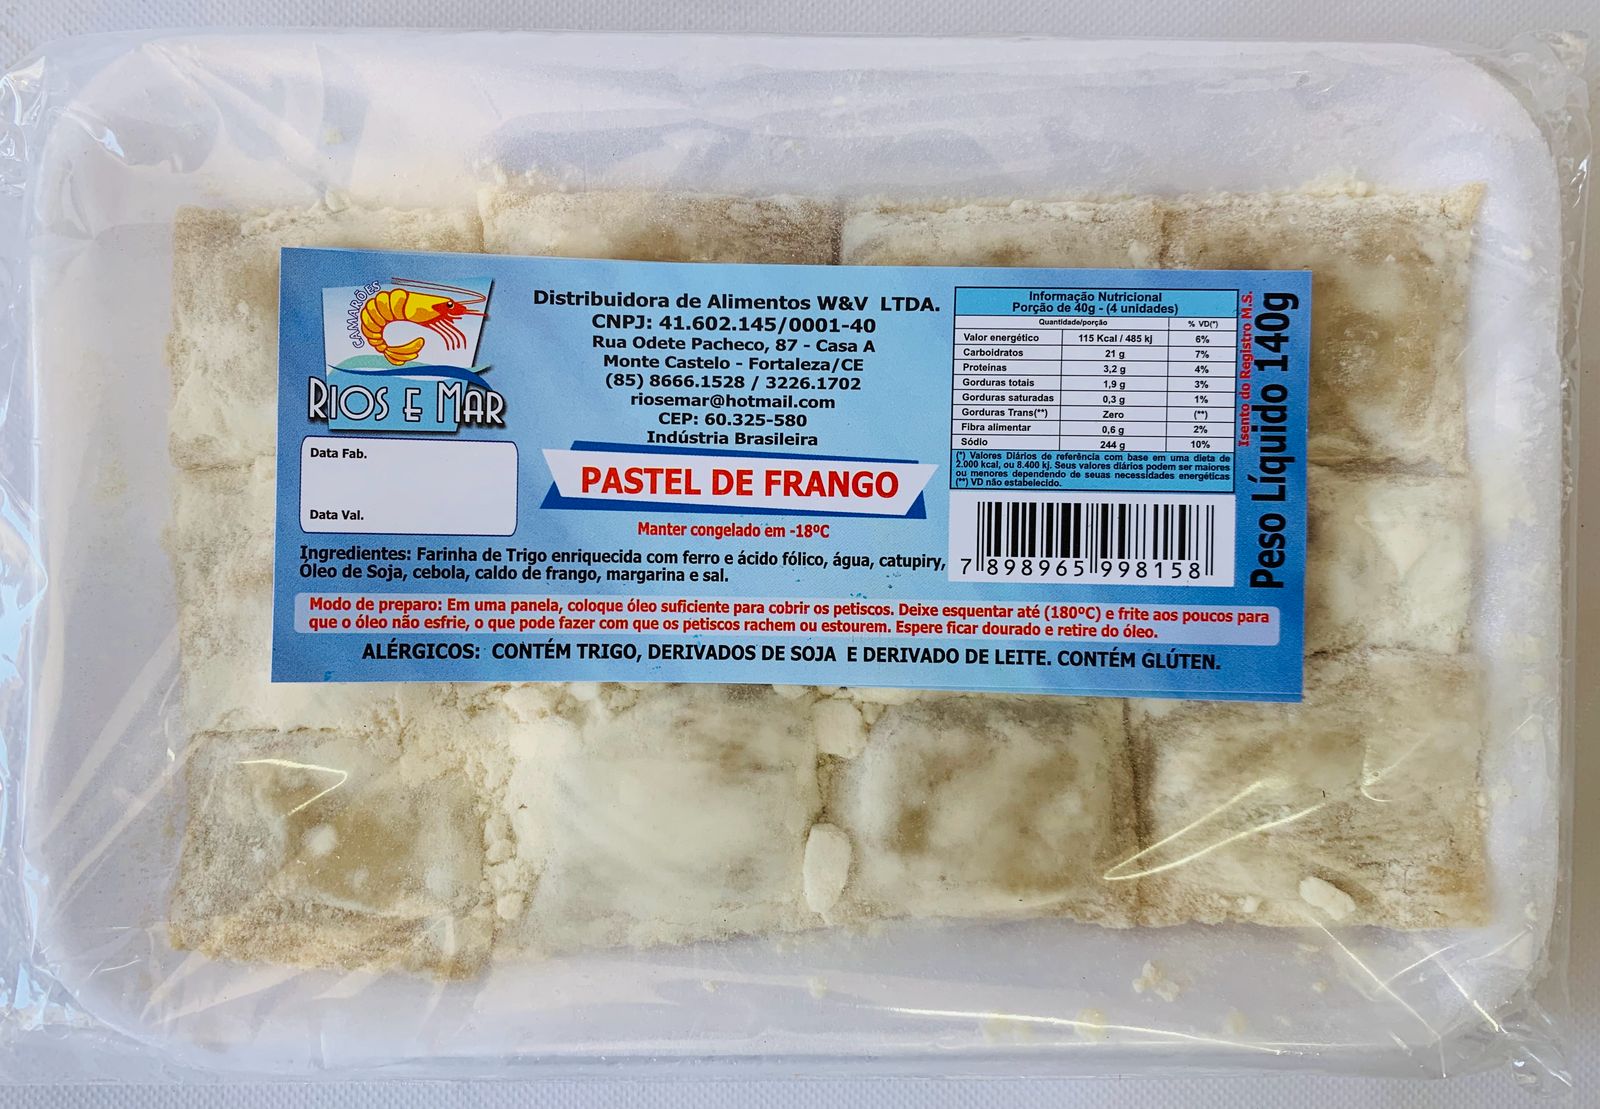 CAMARÕES
RIOS E MAR
Data Fab.
Data Val.
Distribuidora de Alimentos W&V LTDA.
CNPJ: 41.602.145/0001-40
Rua Odete Pacheco, 87 - Casa A
Monte Castelo - Fortaleza/CE
(85) 8666.1528 / 3226.1702
riosemar@hotmail.com
CEP: 60.325-580
Indústria Brasileira
PASTEL DE FRANGO
Manter congelado em -18ºC
Ingredientes: Farinha de Trigo enriquecida com ferro e ácido fólico, água, catupiry,
Óleo de Soja, cebola, caldo de frango, margarina e sal.
Informação Nutricional
Porção de 40g - (4 unidades)
Quantidade/porção % VD(*)
Valor energético 115 Kcal / 485 kj 6%
Carboidratos 21 g 7%
Proteínas 3,2 g 4%
Gorduras totais 1,9 g 3%
Gorduras saturadas 0,3 g 1%
Gorduras Trans(**) Zero (**)
Fibra alimentar 0,6 g 2%
Sódio 244 g 10%
(*) Valores Diários de referência com base em uma dieta de
2.000 kcal, ou 8.400 kj. Seus valores diários podem ser maiores
ou menores dependendo de seuas necessidades energéticas
(**) VD não estabelecido.
7 898965 998158
Isento do Registro M.S.
Peso Líquido 140g
Modo de preparo: Em uma panela, coloque óleo suficiente para cobrir os petiscos. Deixe esquentar até (180ºC) e frite aos poucos para
que o óleo não esfrie, o que pode fazer com que os petiscos rachem ou estourem. Espere ficar dourado e retire do óleo.
ALÉRGICOS: CONTÉM TRIGO, DERIVADOS DE SOJA E DERIVADO DE LEITE. CONTÉM GLÚTEN.